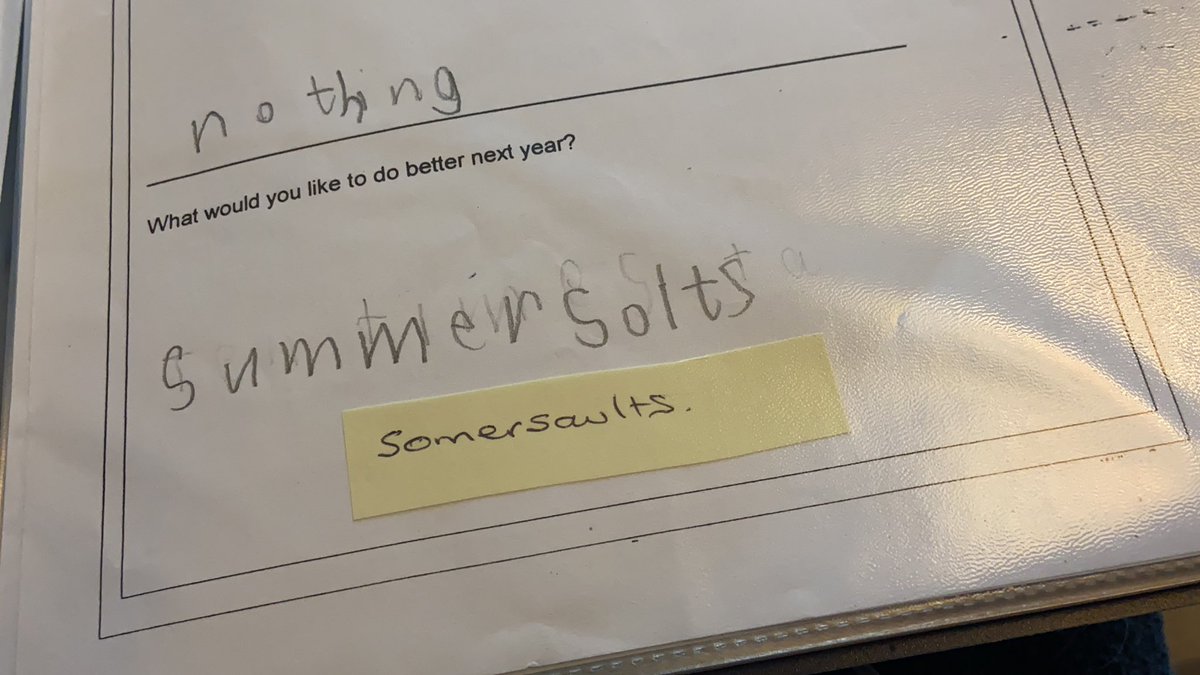 nothing
What would you like to do better next year?
summersolts
Somersaults.